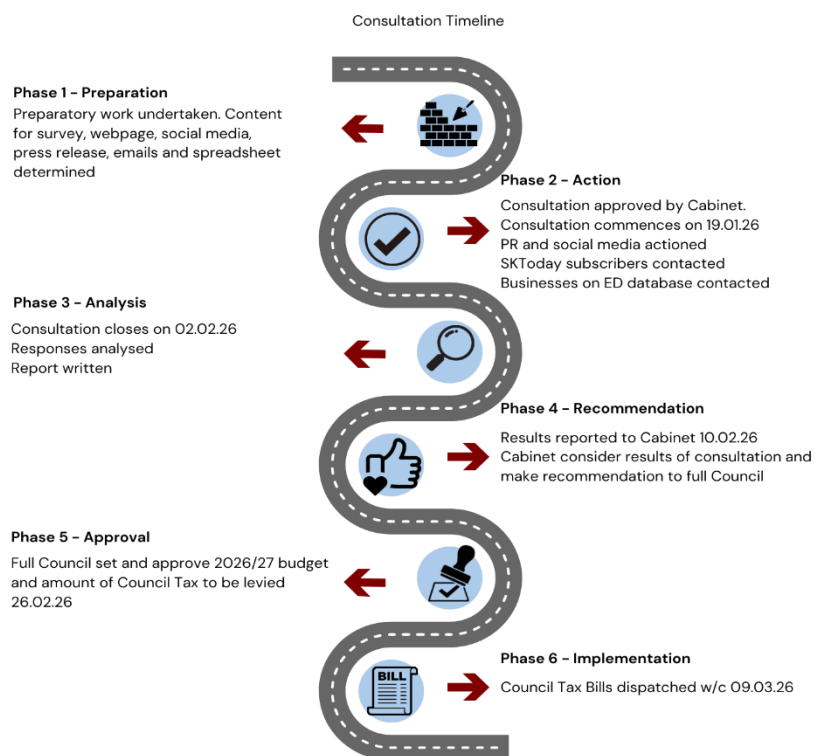 Consultation Timeline
Phase 1 – Preparation
Preparatory work undertaken. Content
for survey, webpage, social media,
press release, emails and spreadsheet
determined
Phase 2 – Action
Consultation approved by Cabinet.
Consultation commences on 19.01.26
PR and social media actioned
SKToday subscribers contacted
Businesses on ED database contacted
Phase 3 – Analysis
Consultation closes on 02.02.26
Responses analysed
Report written
Phase 4 – Recommendation
Results reported to Cabinet 10.02.26
Cabinet consider results of consultation and
make recommendation to full Council
Phase 5 – Approval
Full Council set and approve 2026/27 budget
and amount of Council Tax to be levied
26.02.26
Phase 6 – Implementation
BILL
Council Tax Bills dispatched w/c 09.03.26